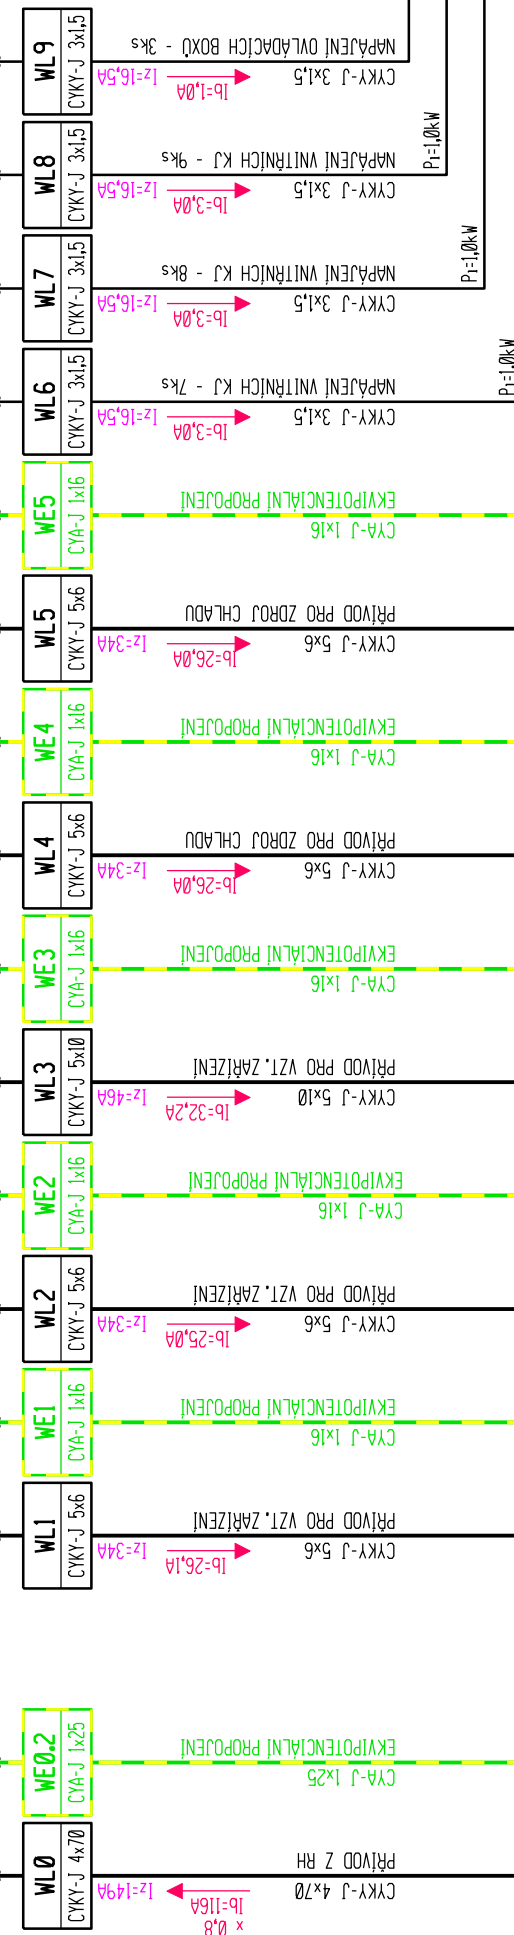 WL9
CYKY-J 3x1,5
Iz=16,5A
Ib=1,0A
NAPÁJENÍ OVLÁDACÍCH BOXŮ - 3ks
CYKY-J 3x1,5
WL8
CYKY-J 3x1,5
Iz=16,5A
Ib=3,0A
NAPÁJENÍ VNITŘNÍCH KJ - 9ks
CYKY-J 3x1,5
P1=1,0kW
WL7
CYKY-J 3x1,5
Iz=16,5A
Ib=3,0A
NAPÁJENÍ VNITŘNÍCH KJ - 8ks
CYKY-J 3x1,5
P1=1,0kW
WL6
CYKY-J 3x1,5
Iz=16,5A
Ib=3,0A
NAPÁJENÍ VNITŘNÍCH KJ - 7ks
CYKY-J 3x1,5
P1=1,0kW
WE5
CYA-J 1x16
EKVIPOTENCIÁLNÍ PROPOJENÍ
CYA-J 1x16
WL5
CYKY-J 5x6
Iz=34A
Ib=26,0A
PŘÍVOD PRO ZDROJ CHLADU
CYKY-J 5x6
WE4
CYA-J 1x16
EKVIPOTENCIÁLNÍ PROPOJENÍ
CYA-J 1x16
WL4
CYKY-J 5x6
Iz=34A
Ib=26,0A
PŘÍVOD PRO ZDROJ CHLADU
CYKY-J 5x6
WE3
CYA-J 1x16
EKVIPOTENCIÁLNÍ PROPOJENÍ
CYA-J 1x16
WL3
CYKY-J 5x10
Iz=46A
Ib=32,2A
PŘÍVOD PRO VZT. ZAŘÍZENÍ
CYKY-J 5x10
WE2
CYA-J 1x16
EKVIPOTENCIÁLNÍ PROPOJENÍ
CYA-J 1x16
WL2
CYKY-J 5x6
Iz=34A
Ib=25,0A
PŘÍVOD PRO VZT. ZAŘÍZENÍ
CYKY-J 5x6
WE1
CYA-J 1x16
EKVIPOTENCIÁLNÍ PROPOJENÍ
CYA-J 1x16
WL1
CYKY-J 5x6
Iz=34A
Ib=26,1A
PŘÍVOD PRO VZT. ZAŘÍZENÍ
CYKY-J 5x6
WE0.2
CYA-J 1x25
EKVIPOTENCIÁLNÍ PROPOJENÍ
CYA-J 1x25
WL0
CYKY-J 4x70
Iz=149A
Ib=116A
x 0,8
PŘÍVOD Z RH
CYKY-J 4x70